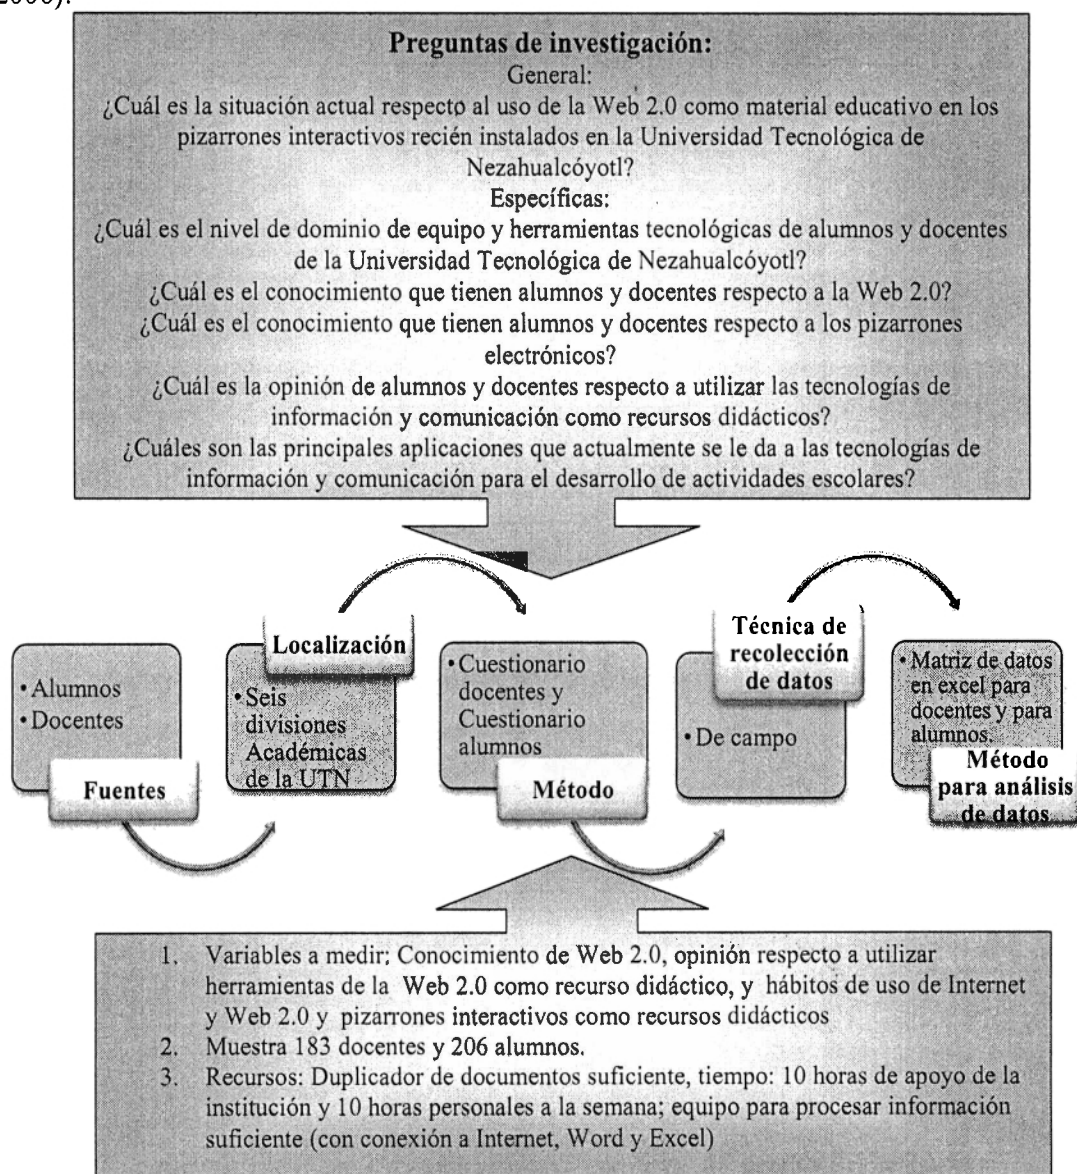 2006).
Preguntas de investigación:
General:
¿Cuál es la situación actual respecto al uso de la Web 2.0 como material educativo en los
pizarrones interactivos recién instalados en la Universidad Tecnológica de
Nezahualcóyotl?
Específicas:
¿Cuál es el nivel de dominio de equipo y herramientas tecnológicas de alumnos y docentes
de la Universidad Tecnológica de Nezahualcóyotl?
¿Cuál es el conocimiento que tienen alumnos y docentes respecto a la Web 2.0?
¿Cuál es el conocimiento que tienen alumnos y docentes respecto a los pizarrones
electrónicos?
¿Cuál es la opinión de alumnos y docentes respecto a utilizar las tecnologías de
información y comunicación como recursos didácticos?
¿Cuáles son las principales aplicaciones que actualmente se le da a las tecnologías de
información y comunicación para el desarrollo de actividades escolares?
• Alumnos
• Docentes
Fuentes
Localización
• Seis
divisiones
Académicas
de la UTN
• Cuestionario
docentes y
Cuestionario
alumnos
Método
Técnica de
recolección
de datos
• De campo
• Matriz de datos
en excel para
docentes y para
alumnos.
Método
para análisis
de datos
1. Variables a medir: Conocimiento de Web 2.0, opinión respecto a utilizar
herramientas de la Web 2.0 como recurso didáctico, y hábitos de uso de Internet
y Web 2.0 y pizarrones interactivos como recursos didácticos
2. Muestra 183 docentes y 206 alumnos.
3. Recursos: Duplicador de documentos suficiente, tiempo: 10 horas de apoyo de la
institución y 10 horas personales a la semana; equipo para procesar información
suficiente (con conexión a Internet, Word y Excel)